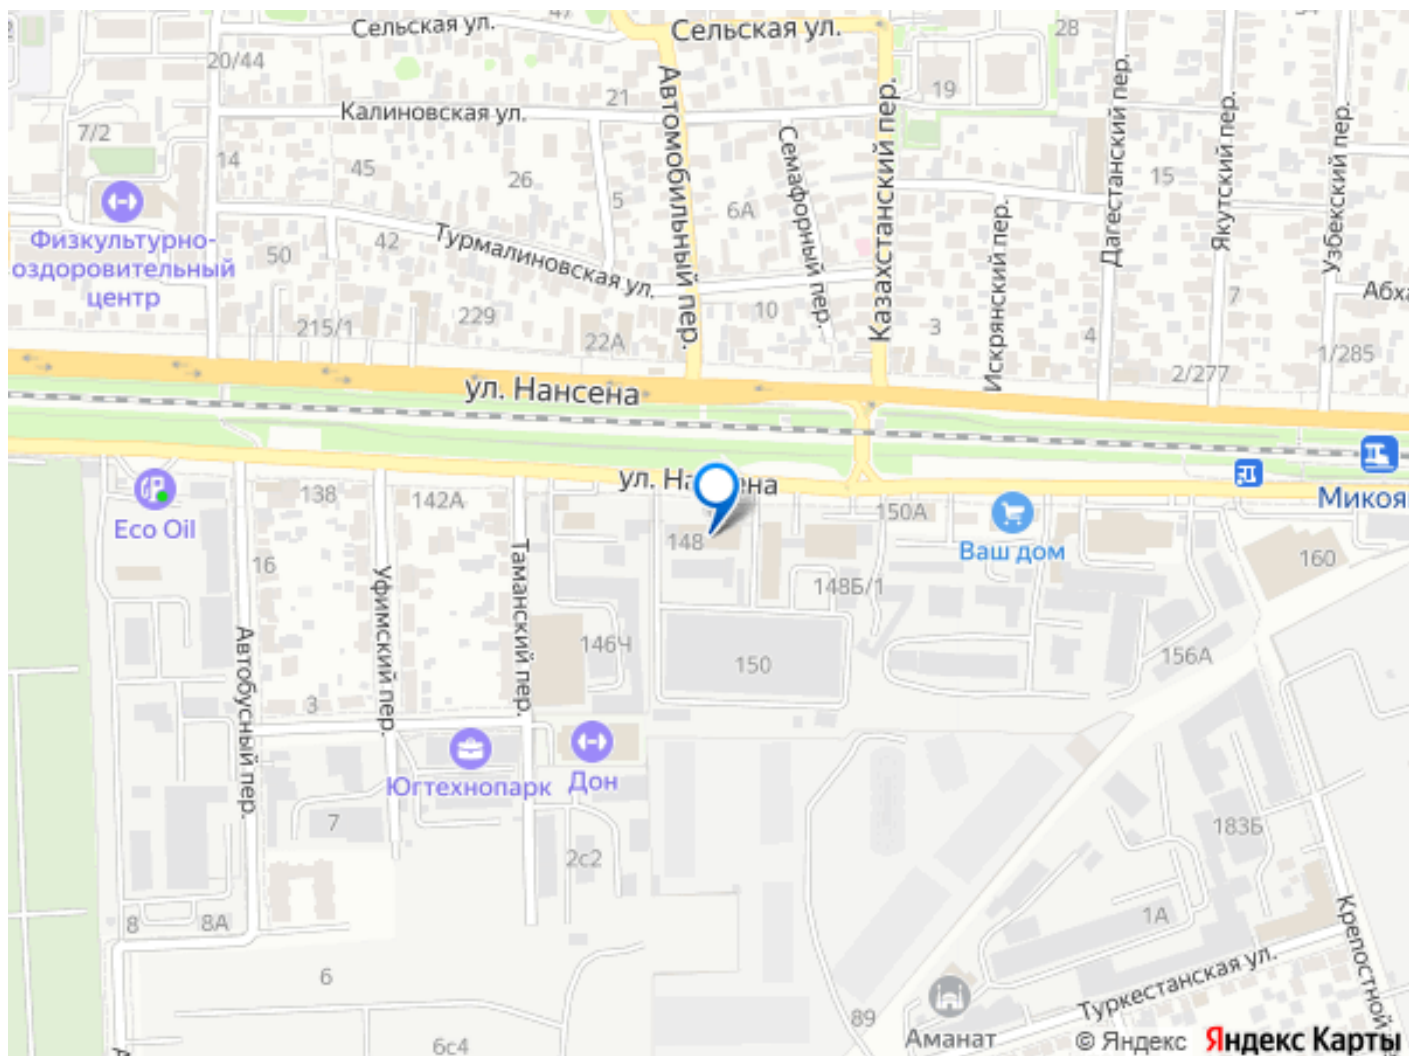 47
Сельская ул.
Сельская ул.
28
20/44
19
21
Калиновская ул.
7/2
14
45
26
5
6А
15
Автомобильный пер.
Семафорный пер.
Казахстанский пер.
Дагестанский пер.
Якутский пер.
Узбекский пер.
Искрянский пер.
Физкультурно-
оздоровительный
центр
50
42
Турмалиновская ул.
10
3
4
7
215/1
229
22А
1/285
2/277
ул. Нансена
ул. На
ена
Eco Oil
138
142А
148
150А
Ваш дом
160
16
148Б/1
Автобусный пер.
Уфимский пер.
Таманский пер.
146Ч
150
156А
3
Югтехнопарк
Дон
7
2с2
183Б
8
8А
1А
6
Крепостной
Туркестанская ул.
89
Аманат
6с4
© Яндекс
Яндекс Карты